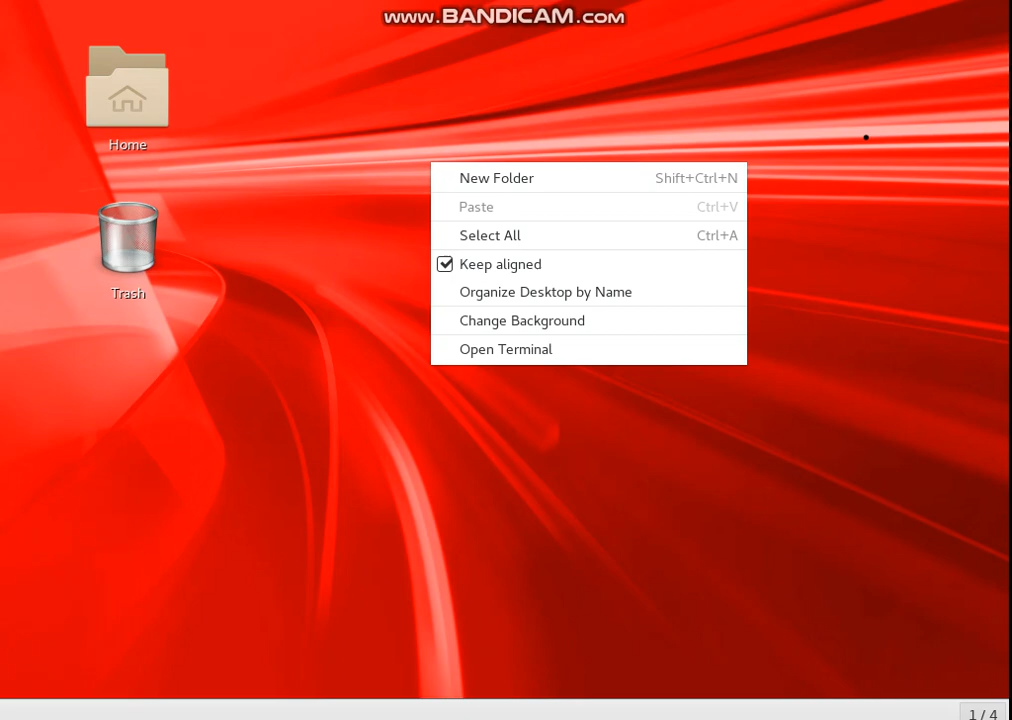 www.BANDICAM.com
Home
Trash
New Folder Shift+Ctrl+N
Paste Ctrl+V
Select All Ctrl+A
Keep aligned
Organize Desktop by Name
Change Background
Open Terminal
1 / 4